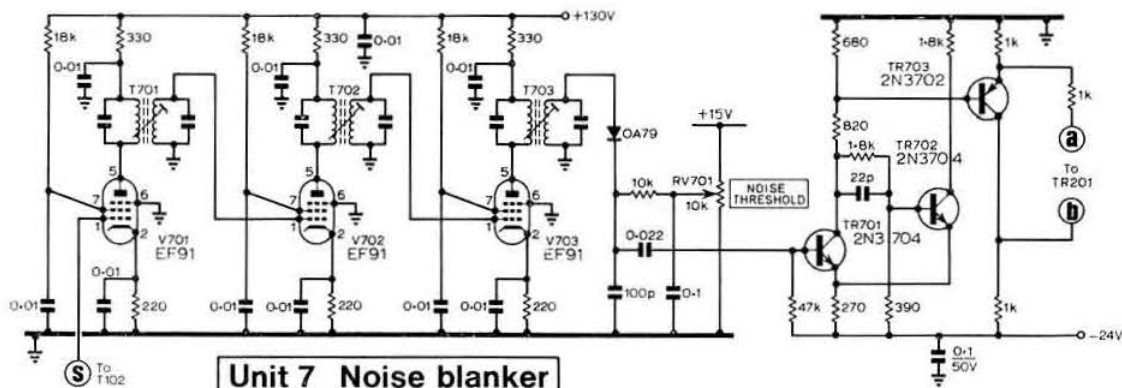 +130V
18k
330
18k
330
0·01
18k
330
0·01
0·01
0·01
T701
T702
T703
5
7
6
1
2
V701
EF91
5
7
6
1
2
V702
EF91
5
7
6
1
2
V703
EF91
0·01
0·01
220
0·01
0·01
220
0·01
0·01
220
S
To
T102
Unit 7 Noise blanker
OA79
10k
+15V
RV701
10k
NOISE
THRESHOLD
0·022
100p
0·1
680
1·8k
1k
TR703
2N3702
1k
820
1·8k
TR702
2N3704
22p
a
To
TR201
b
TR701
2N3704
47k
270
390
1k
-24V
0·1
50V